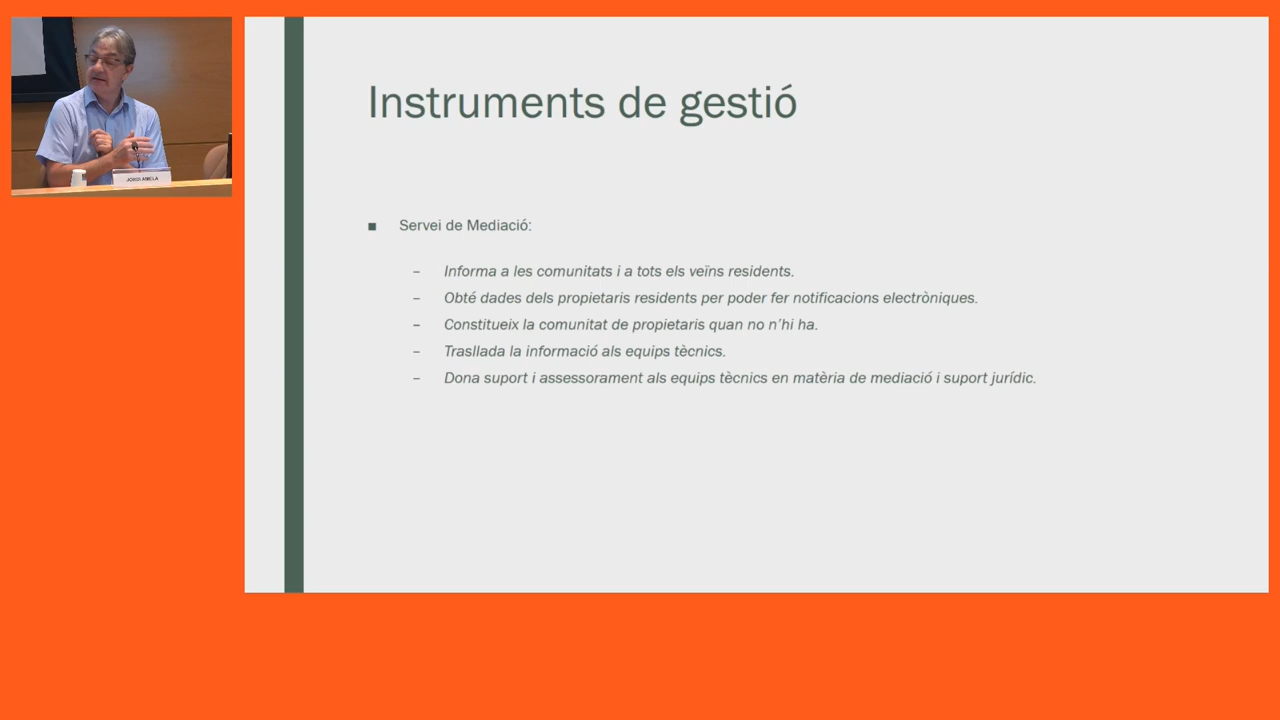 Instruments de gestió
■ Servei de Mediació:
– Informa a les comunitats i a tots els veïns residents.
– Obté dades dels propietaris residents per poder fer notificacions electròniques.
– Constitueix la comunitat de propietaris quan no n'hi ha.
– Trasllada la informació als equips tècnics.
– Dona suport i assessorament als equips tècnics en matèria de mediació i suport jurídic.
JORDI